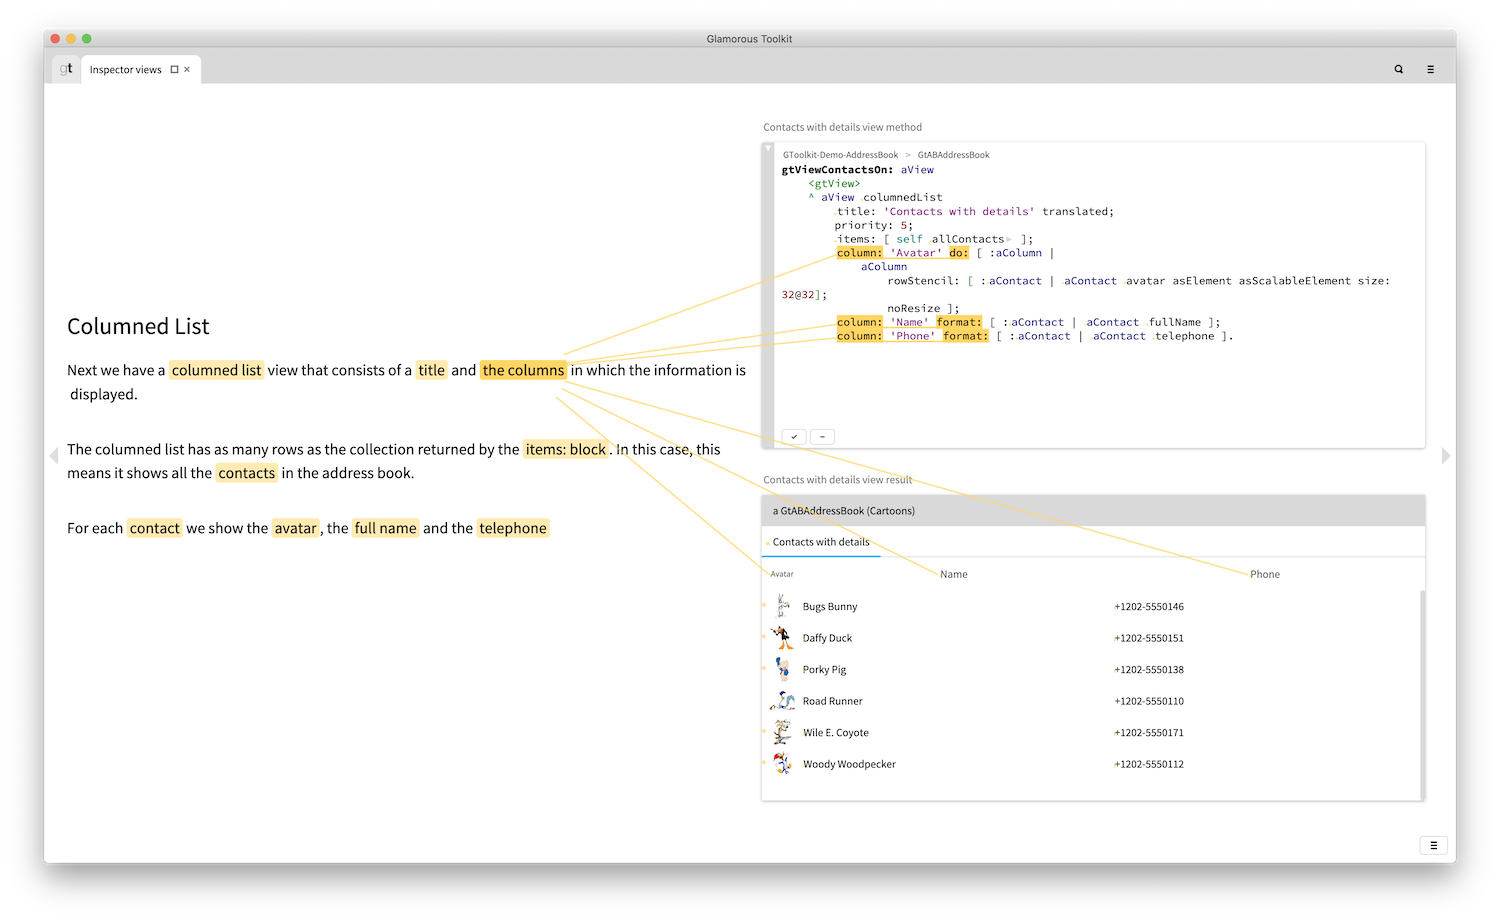 Glamorous Toolkit
gt
Inspector views
Columned List
Next we have a columned list view that consists of a title and the columns in which the information is
displayed.
The columned list has as many rows as the collection returned by the items: block. In this case, this
means it shows all the contacts in the address book.
For each contact we show the avatar, the full name and the telephone
Contacts with details view method
GToolkit-Demo-AddressBook > GtABAddressBook
gtViewContactsOn: aView
<gtView>
^ aView columnedList
title: 'Contacts with details' translated;
priority: 5;
items: [ self allContacts ];
column: 'Avatar' do: [ :aColumn |
aColumn
rowStencil: [ :aContact | aContact avatar asElement asScalableElement size:
32@32];
noResize ];
column: 'Name' format: [ :aContact | aContact fullName ];
column: 'Phone' format: [ :aContact | aContact telephone ].
Contacts with details view result
a GtABAddressBook (Cartoons)
Contacts with details
Avatar Name Phone
Bugs Bunny +1202-5550146
Daffy Duck +1202-5550151
Porky Pig +1202-5550138
Road Runner +1202-5550110
Wile E. Coyote +1202-5550171
Woody Woodpecker +1202-5550112